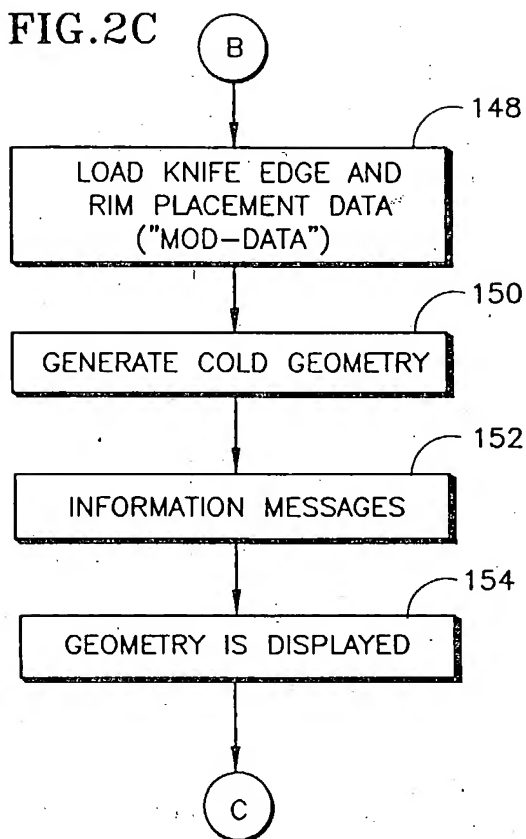 FIG.2C
B
148
LOAD KNIFE EDGE AND
RIM PLACEMENT DATA
("MOD-DATA")
150
GENERATE COLD GEOMETRY
152
INFORMATION MESSAGES
154
GEOMETRY IS DISPLAYED
C